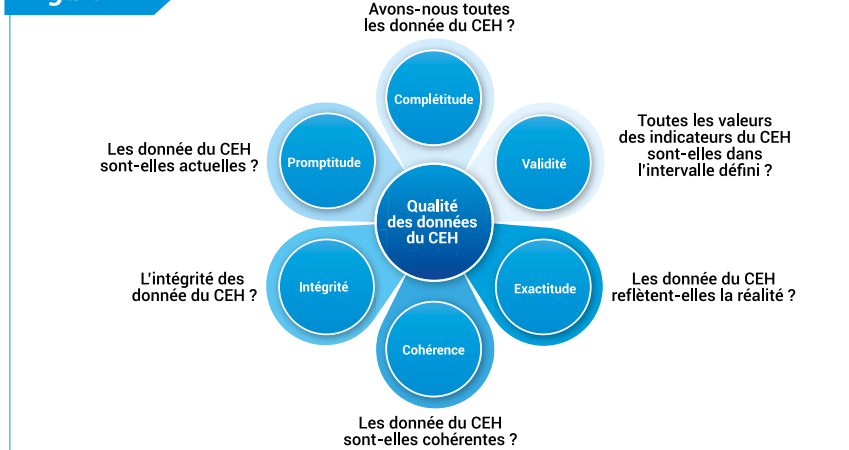 Avons-nous toutes
les donnée du CEH ?
Complétitude
Toutes les valeurs
des indicateurs du CEH
sont-elles dans
l'intervalle défini ?
Validité
Les donnée du CEH
sont-elles actuelles ?
Promptitude
Qualité
des données
du CEH
L'intégrité des
donnée du CEH ?
Intégrité
Exactitude
Les donnée du CEH
reflètent-elles la réalité ?
Cohérence
Les donnée du CEH
sont-elles cohérentes ?